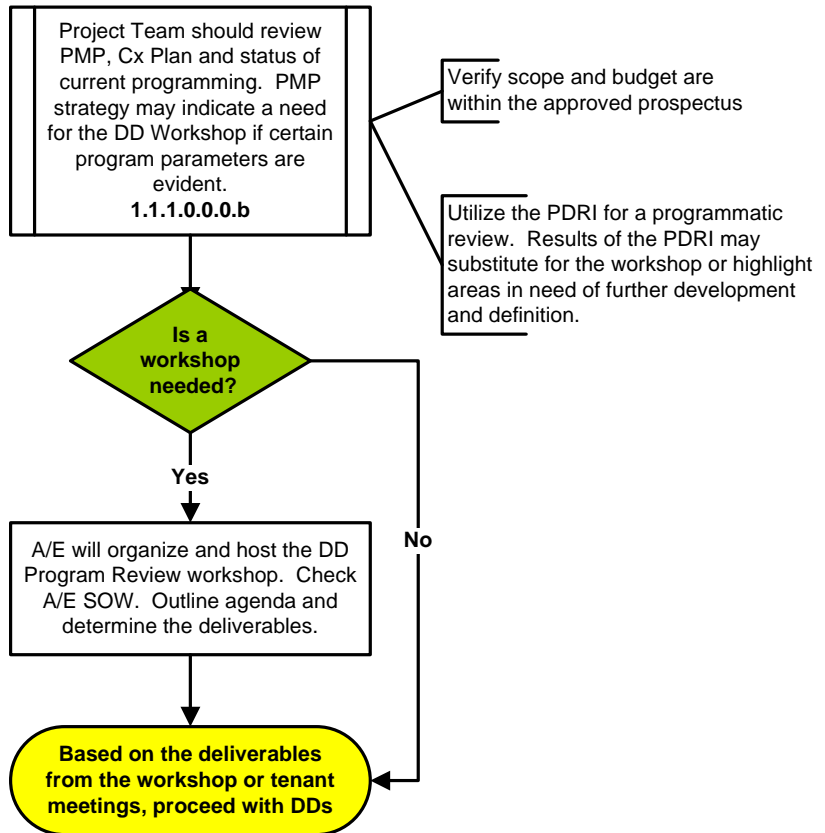 Project Team should review
PMP, Cx Plan and status of
current programming.  PMP
strategy may indicate a need
for the DD Workshop if certain
program parameters are
evident.
1.1.1.0.0.0.b
Verify scope and budget are
within the approved prospectus
Utilize the PDRI for a programmatic
review.  Results of the PDRI may
substitute for the workshop or highlight
areas in need of further development
and definition.
Is a
workshop
needed?
Yes
No
A/E will organize and host the DD
Program Review workshop.  Check
A/E SOW.  Outline agenda and
determine the deliverables.
Based on the deliverables
from the workshop or tenant
meetings, proceed with DDs